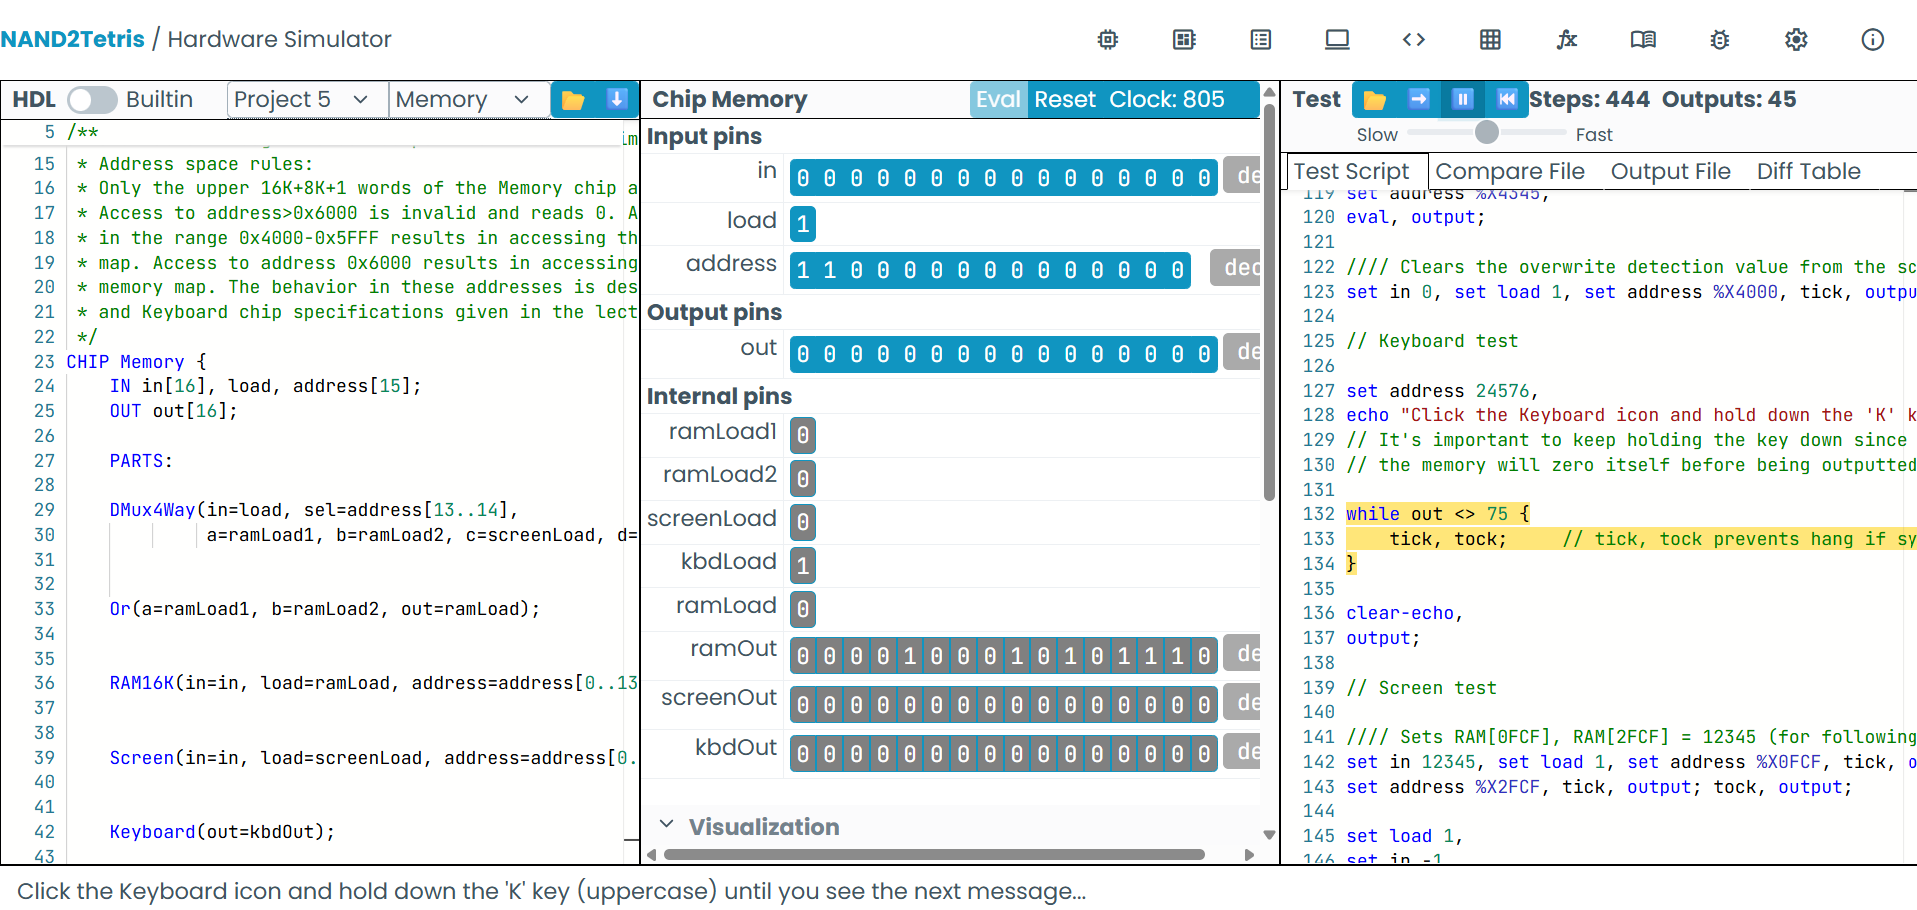 NAND2Tetris / Hardware Simulator
HDL Builtin Project 5 Memory
5 /**
15 * Address space rules:
16 * Only the upper 16K+8K+1 words of the Memory chip a
17 * Access to address>0x6000 is invalid and reads 0. A
18 * in the range 0x4000-0x5FFF results in accessing th
19 * map. Access to address 0x6000 results in accessing
20 * memory map. The behavior in these addresses is des
21 * and Keyboard chip specifications given in the lect
22 */
23 CHIP Memory {
24 IN in[16], load, address[15];
25 OUT out[16];
26
27 PARTS:
28
29 DMux4Way(in=load, sel=address[13..14],
30 a=ramLoad1, b=ramLoad2, c=screenLoad, d=
31
32
33 Or(a=ramLoad1, b=ramLoad2, out=ramLoad);
34
35
36 RAM16K(in=in, load=ramLoad, address=address[0..13
37
38
39 Screen(in=in, load=screenLoad, address=address[0.
40
41
42 Keyboard(out=kbdOut);
43
Chip Memory Eval Reset Clock: 805
Input pins
in 0 0 0 0 0 0 0 0 0 0 0 0 0 0 0 0 de
load 1
address 1 1 0 0 0 0 0 0 0 0 0 0 0 0 0 dec
Output pins
out 0 0 0 0 0 0 0 0 0 0 0 0 0 0 0 0 de
Internal pins
ramLoad1 0
ramLoad2 0
screenLoad 0
kbdLoad 1
ramLoad 0
ramOut 0 0 0 0 1 0 0 0 1 0 1 0 1 1 1 0 de
screenOut 0 0 0 0 0 0 0 0 0 0 0 0 0 0 0 0 de
kbdOut 0 0 0 0 0 0 0 0 0 0 0 0 0 0 0 0 de
Visualization
Test Steps: 444 Outputs: 45
Slow Fast
Test Script Compare File Output File Diff Table
119 set address %X4545,
120 eval, output;
121
122 //// Clears the overwrite detection value from the sc
123 set in 0, set load 1, set address %X4000, tick, outpu
124
125 // Keyboard test
126
127 set address 24576,
128 echo "Click the Keyboard icon and hold down the 'K' k
129 // It's important to keep holding the key down since
130 // the memory will zero itself before being outputted
131
132 while out <> 75 {
133 tick, tock; // tick, tock prevents hang if sy
134 }
135
136 clear-echo,
137 output;
138
139 // Screen test
140
141 //// Sets RAM[0FCF], RAM[2FCF] = 12345 (for following
142 set in 12345, set load 1, set address %X0FCF, tick, o
143 set address %X2FCF, tick, output; tock, output;
144
145 set load 1,
146 set in -1
Click the Keyboard icon and hold down the 'K' key (uppercase) until you see the next message...